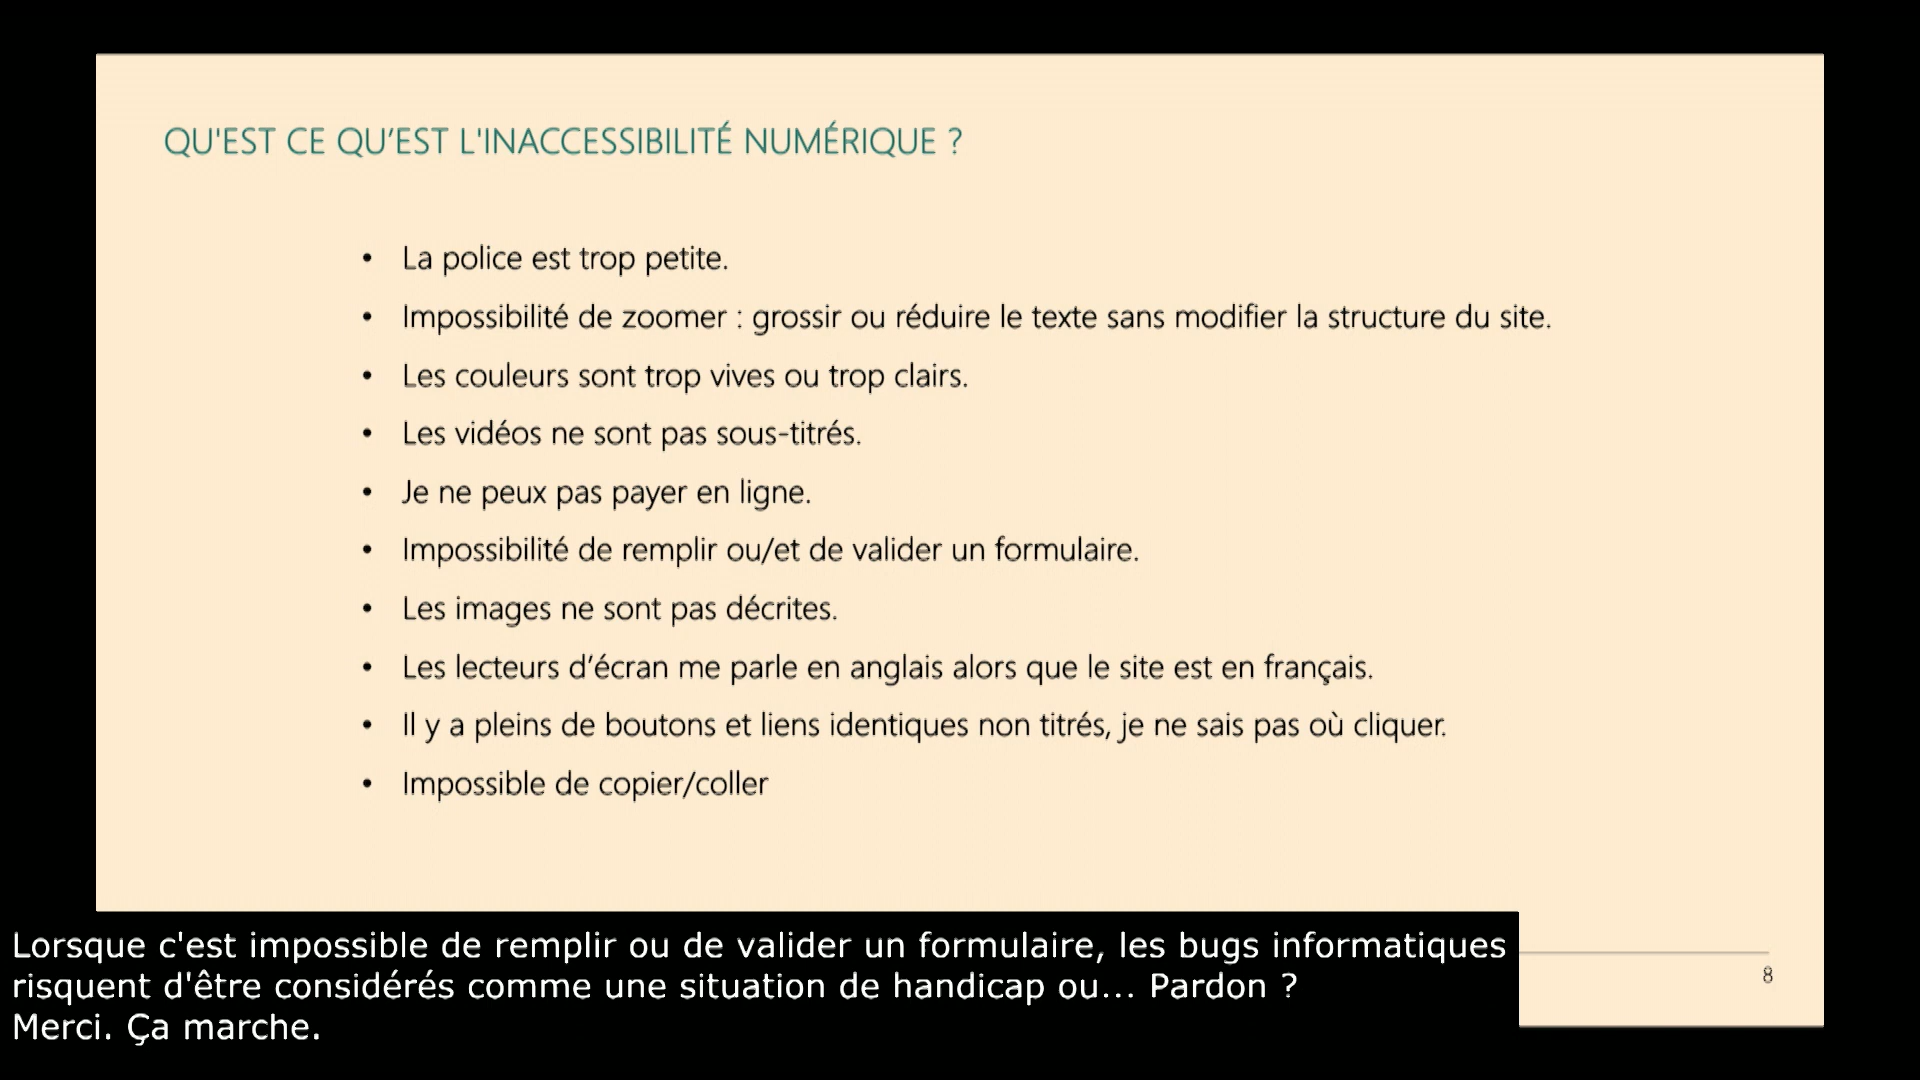 QU'EST CE QU’EST L'INACCESSIBILITÉ NUMÉRIQUE ?
• La police est trop petite.
• Impossibilité de zoomer : grossir ou réduire le texte sans modifier la structure du site.
• Les couleurs sont trop vives ou trop clairs.
• Les vidéos ne sont pas sous-titrés.
• Je ne peux pas payer en ligne.
• Impossibilité de remplir ou/et de valider un formulaire.
• Les images ne sont pas décrites.
• Les lecteurs d’écran me parle en anglais alors que le site est en français.
• Il y a pleins de boutons et liens identiques non titrés, je ne sais pas où cliquer.
• Impossible de copier/coller
Lorsque c'est impossible de remplir ou de valider un formulaire, les bugs informatiques
risquent d'être considérés comme une situation de handicap ou... Pardon ?
Merci. Ça marche.
8